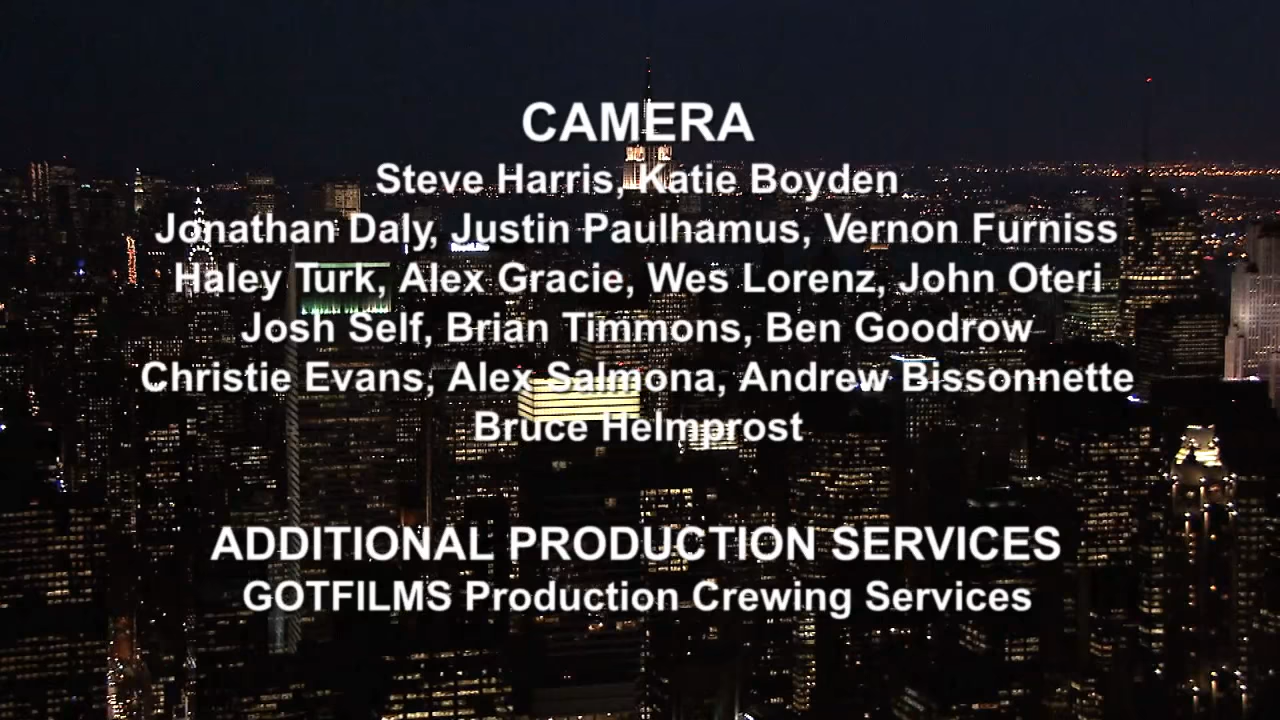 CAMERA
Steve Harris, Katie Boyden
Jonathan Daly, Justin Paulhamus, Vernon Furniss
Haley Turk, Alex Gracie, Wes Lorenz, John Oteri
Josh Self, Brian Timmons, Ben Goodrow
Christie Evans, Alex Salmona, Andrew Bissonnette
Bruce Helmprost
ADDITIONAL PRODUCTION SERVICES
GOTFILMS Production Crewing Services